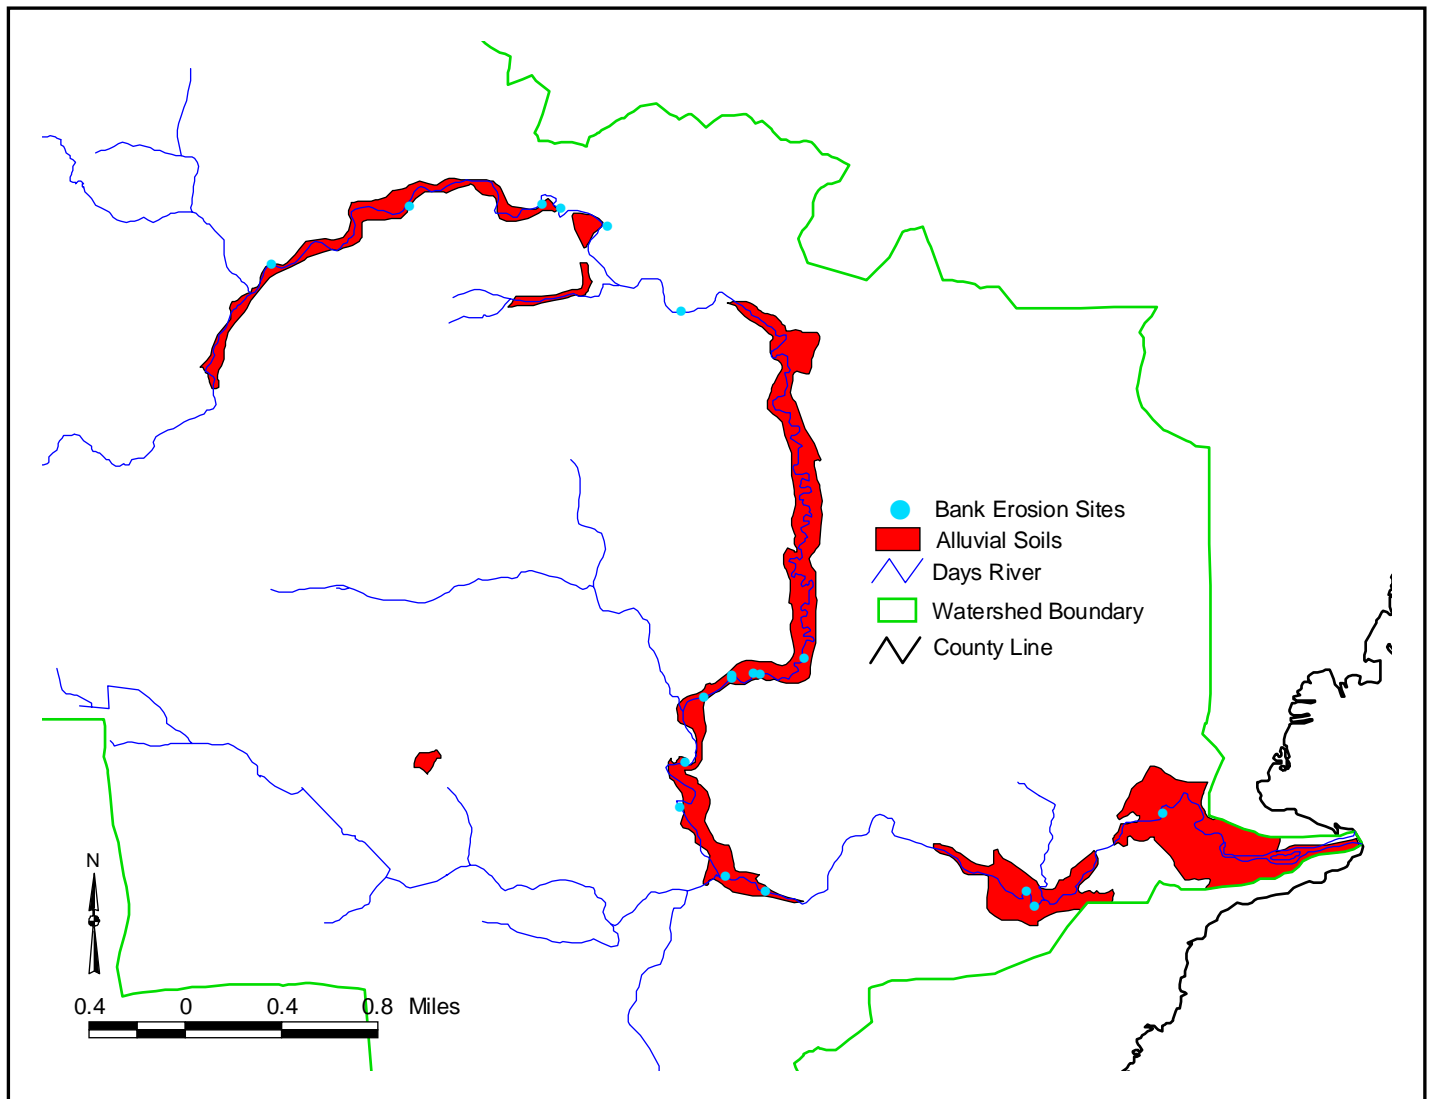 Bank Erosion Sites
Alluvial Soils
Days River
Watershed Boundary
County Line
N
0.4 0 0.4 0.8 Miles